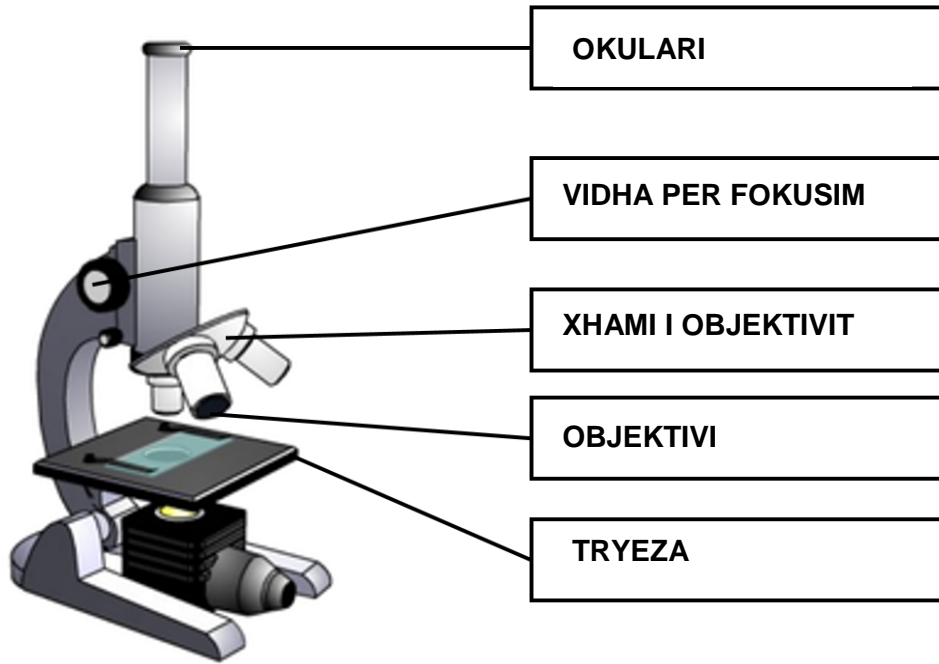 OKULARI
VIDHA PER FOKUSIM
XHAMI I OBJEKTIVIT
OBJEKTIVI
TRYEZA